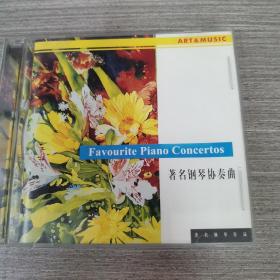 ART&MUSIC
Favourite Piano Concertos
著名钢琴协奏曲